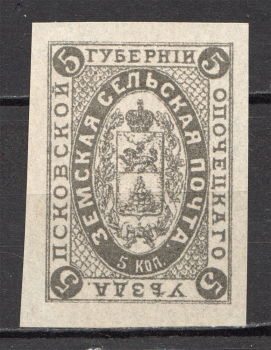 5 ГУБЕРНІИ 5
ПСКОВСКОЙ
ОПОЧЕЦКАГО
ЗЕМСКАЯ СЕЛЬСКАЯ ПОЧТА
5 КОП.
5 УѢЗДА. 5